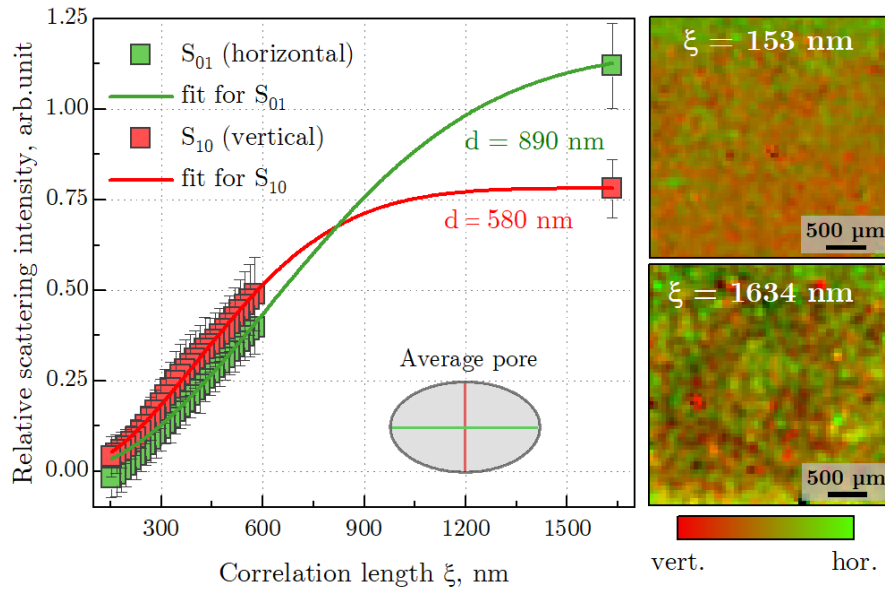 Relative scattering intensity, arb.unit
1.25
1.00
0.75
0.50
0.25
0.00
S₀₁ (horizontal)
fit for S₀₁
S₁₀ (vertical)
fit for S₁₀
d = 890 nm
d = 580 nm
Average pore
300
600
900
1200
1500
Correlation length ξ, nm
ξ = 153 nm
500 µm
ξ = 1634 nm
500 µm
vert.
hor.